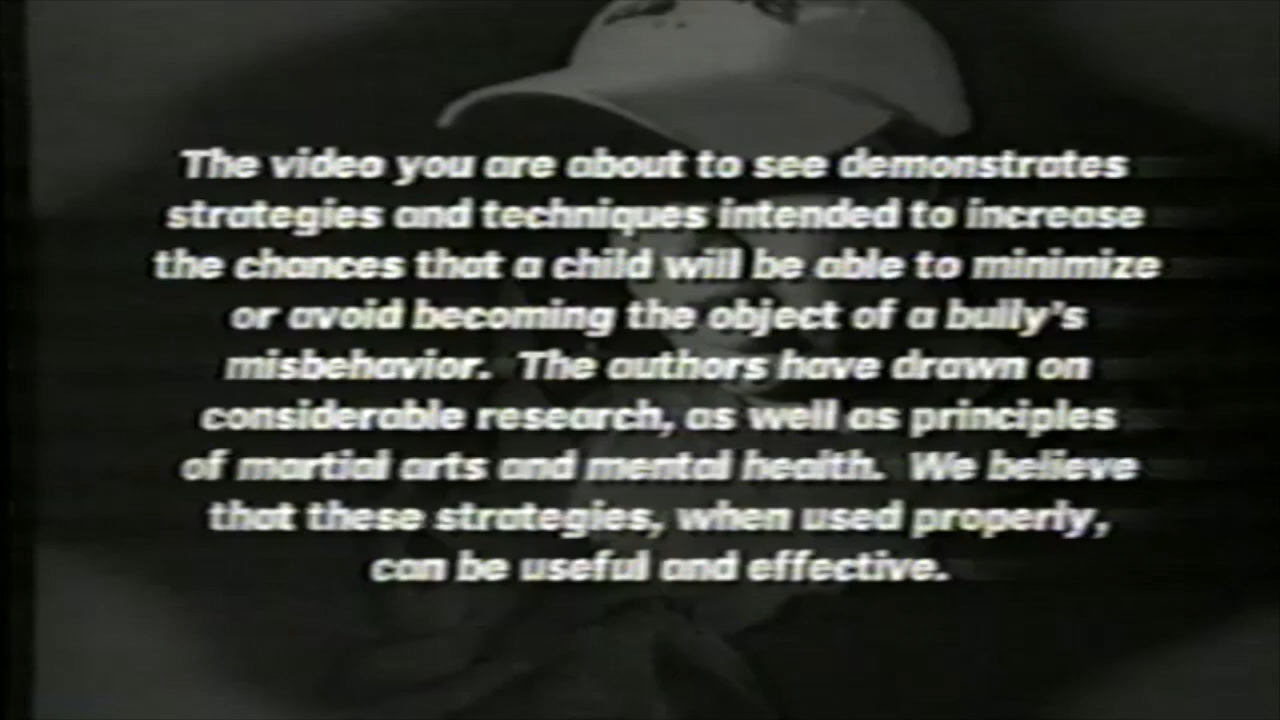 The video you are about to see demonstrates
strategies and techniques intended to increase
the chances that a child will be able to minimize
or avoid becoming the object of a bully's
misbehavior.  The authors have drawn on
considerable research, as well as principles
of martial arts and mental health.  We believe
that these strategies, when used properly,
can be useful and effective.